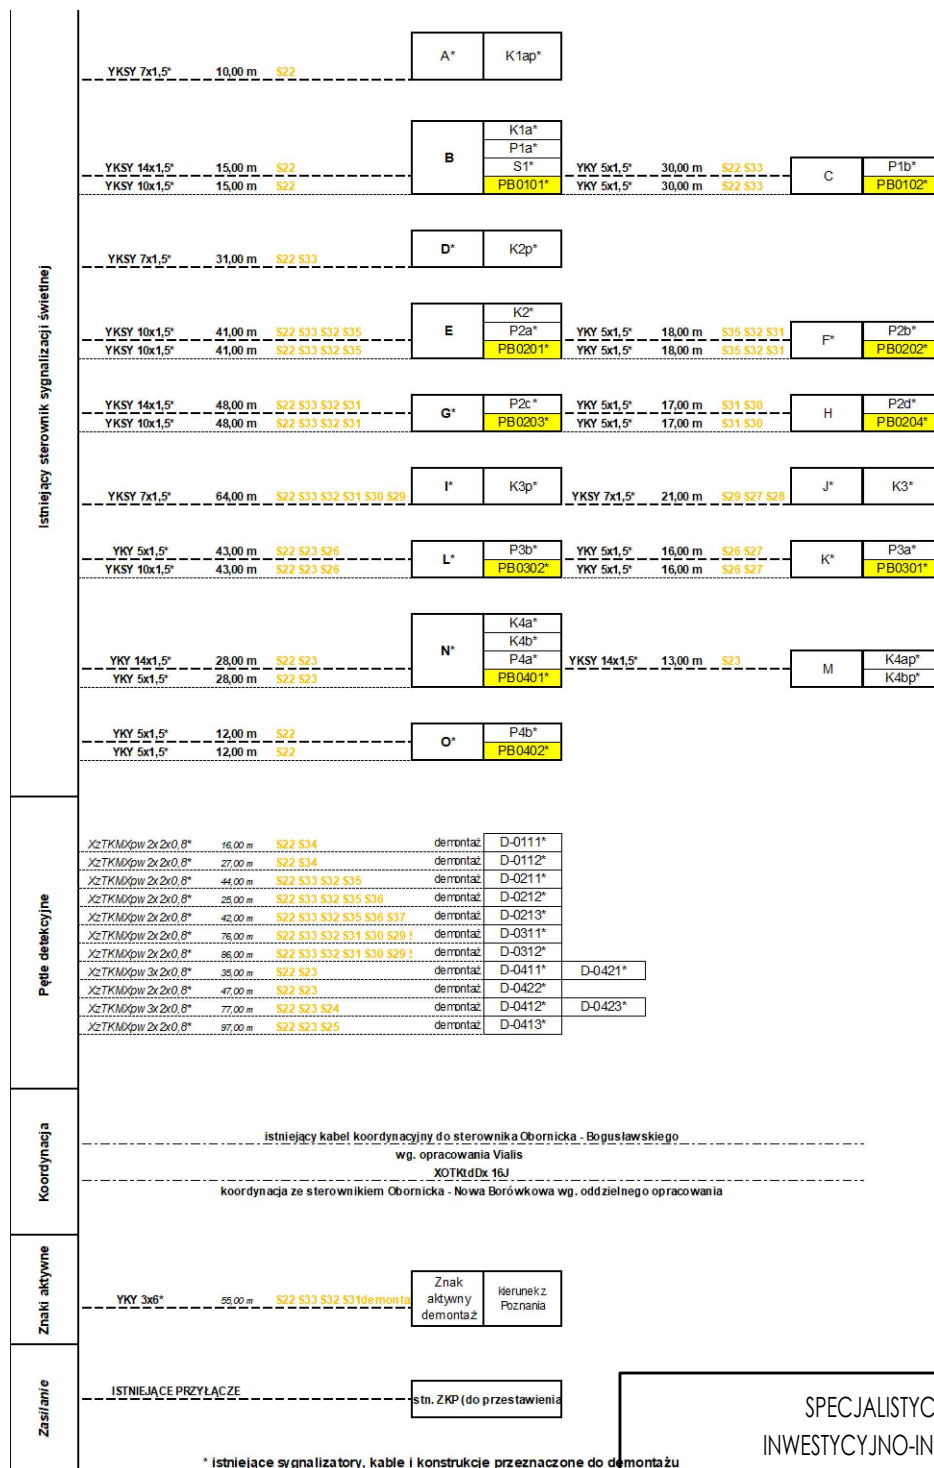 Istniejący sterownik sygnalizacji świetlnej
YKSY 7x1,5* 10,00 m S22 A* K1ap*
K1a*
P1a*
YKSY 14x1,5* 15,00 m S22 B S1* YKY 5x1,5* 30,00 m S22 S33 C P1b*
YKSY 10x1,5* 15,00 m S22 PB0101* YKY 5x1,5* 30,00 m S22 S33 PB0102*
YKSY 7x1,5* 31,00 m S22 S33 D* K2p*
K2*
YKSY 10x1,5* 41,00 m S22 S33 S32 S35 E P2a* YKY 5x1,5* 18,00 m S35 S32 S31 F* P2b*
YKSY 10x1,5* 41,00 m S22 S33 S32 S35 PB0201* YKY 5x1,5* 18,00 m S35 S32 S31 PB0202*
YKSY 14x1,5* 48,00 m S22 S33 S32 S31 G* P2c* YKY 5x1,5* 17,00 m S31 S30 H P2d*
YKSY 10x1,5* 48,00 m S22 S33 S32 S31 PB0203* YKY 5x1,5* 17,00 m S31 S30 PB0204*
YKSY 7x1,5* 64,00 m S22 S33 S32 S31 S30 S29 I* K3p* YKSY 7x1,5* 21,00 m S29 S27 S28 J* K3*
YKY 5x1,5* 43,00 m S22 S23 S26 L* P3b* YKY 5x1,5* 16,00 m S26 S27 K* P3a*
YKSY 10x1,5* 43,00 m S22 S23 S26 PB0302* YKY 5x1,5* 16,00 m S26 S27 PB0301*
K4a*
K4b*
YKY 14x1,5* 28,00 m S22 S23 N* P4a* YKSY 14x1,5* 13,00 m S23 M K4ap*
YKY 5x1,5* 28,00 m S22 S23 PB0401* K4bp*
YKY 5x1,5* 12,00 m S22 O* P4b*
YKY 5x1,5* 12,00 m S22 PB0402*
Pętle detekcyjne
XzTKMXpw 2x2x0,8* 16,00 m S22 S34 demontaż D-0111*
XzTKMXpw 2x2x0,8* 27,00 m S22 S34 demontaż D-0112*
XzTKMXpw 2x2x0,8* 44,00 m S22 S33 S32 S35 demontaż D-0211*
XzTKMXpw 2x2x0,8* 25,00 m S22 S33 S32 S35 S36 demontaż D-0212*
XzTKMXpw 2x2x0,8* 42,00 m S22 S33 S32 S35 S36 S37 demontaż D-0213*
XzTKMXpw 2x2x0,8* 76,00 m S22 S33 S32 S31 S30 S29 demontaż D-0311*
XzTKMXpw 2x2x0,8* 86,00 m S22 S33 S32 S31 S30 S29 demontaż D-0312*
XzTKMXpw 3x2x0,8* 35,00 m S22 S23 demontaż D-0411* D-0421*
XzTKMXpw 2x2x0,8* 47,00 m S22 S23 demontaż D-0422*
XzTKMXpw 3x2x0,8* 77,00 m S22 S23 S24 demontaż D-0412* D-0423*
XzTKMXpw 2x2x0,8* 97,00 m S22 S23 S25 demontaż D-0413*
Koordynacja
istniejący kabel koordynacyjny do sterownika Obornicka - Bogusławskiego
wg. opracowania Vialis
XOTKtdDx 16J
koordynacja ze sterownikiem Obornicka - Nowa Borówkowa wg. oddzielnego opracowania
Znaki aktywne
YKY 3x6* 55,00 m S22 S33 S32 S31demonta
Znak
aktywny
demontaż
kierunek z
Poznania
Zasilanie
ISTNIEJĄCE PRZYŁĄCZE
stn. ZKP (do przestawienia
SPECJALISTYC
INWESTYCYJNO-IN
* istniejące sygnalizatory, kable i konstrukcje przeznaczone do demontażu